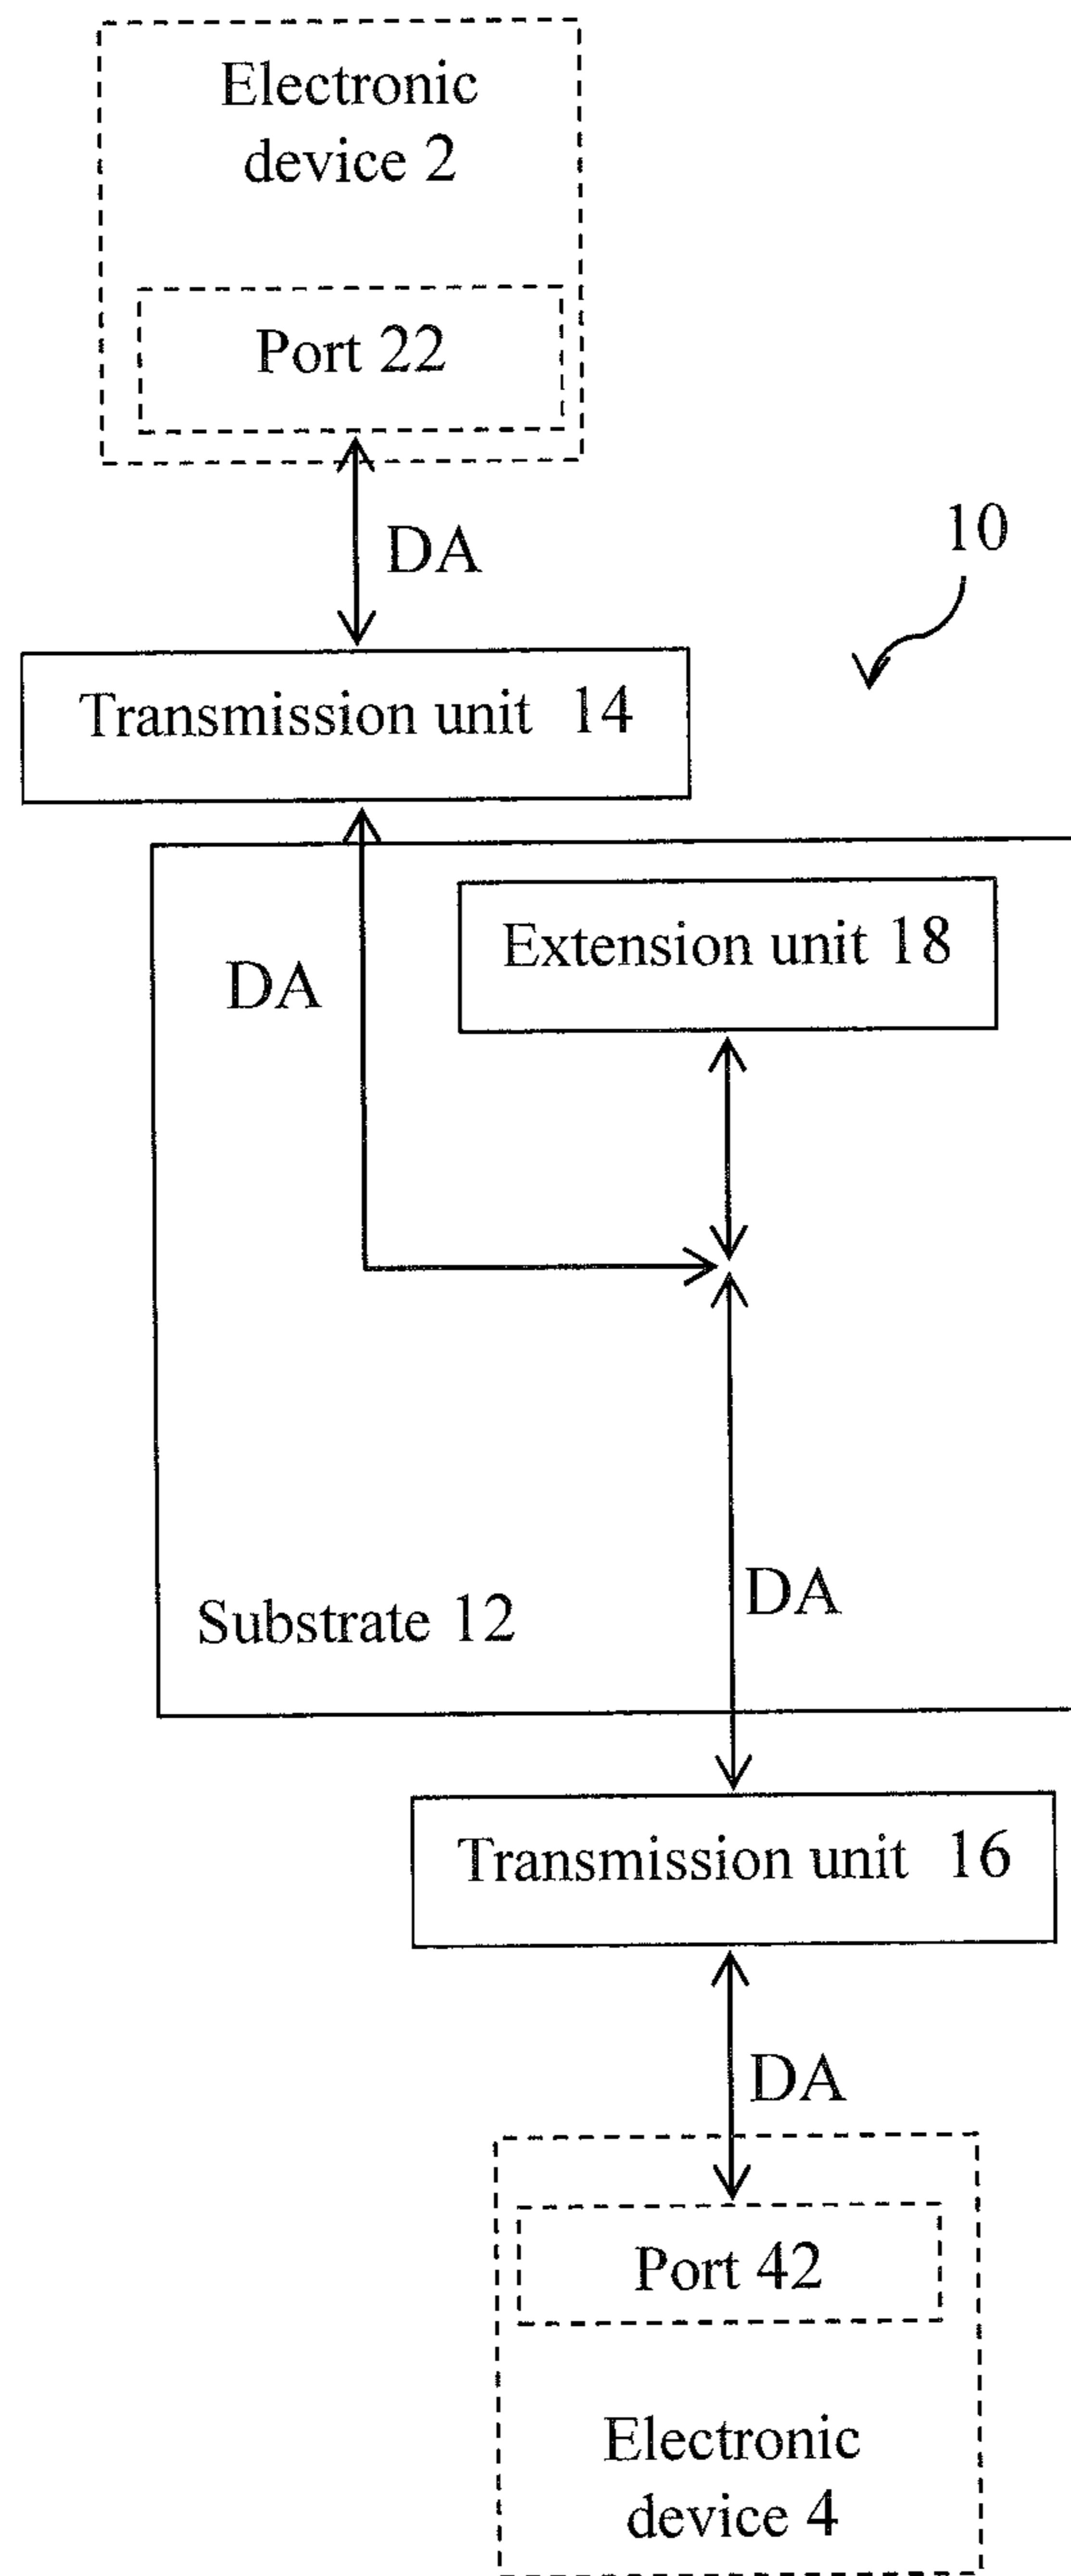 Electronic
device 2
Port 22
DA
10
Transmission unit 14
Extension unit 18
DA
DA
Substrate 12
Transmission unit 16
DA
Port 42
Electronic
device 4